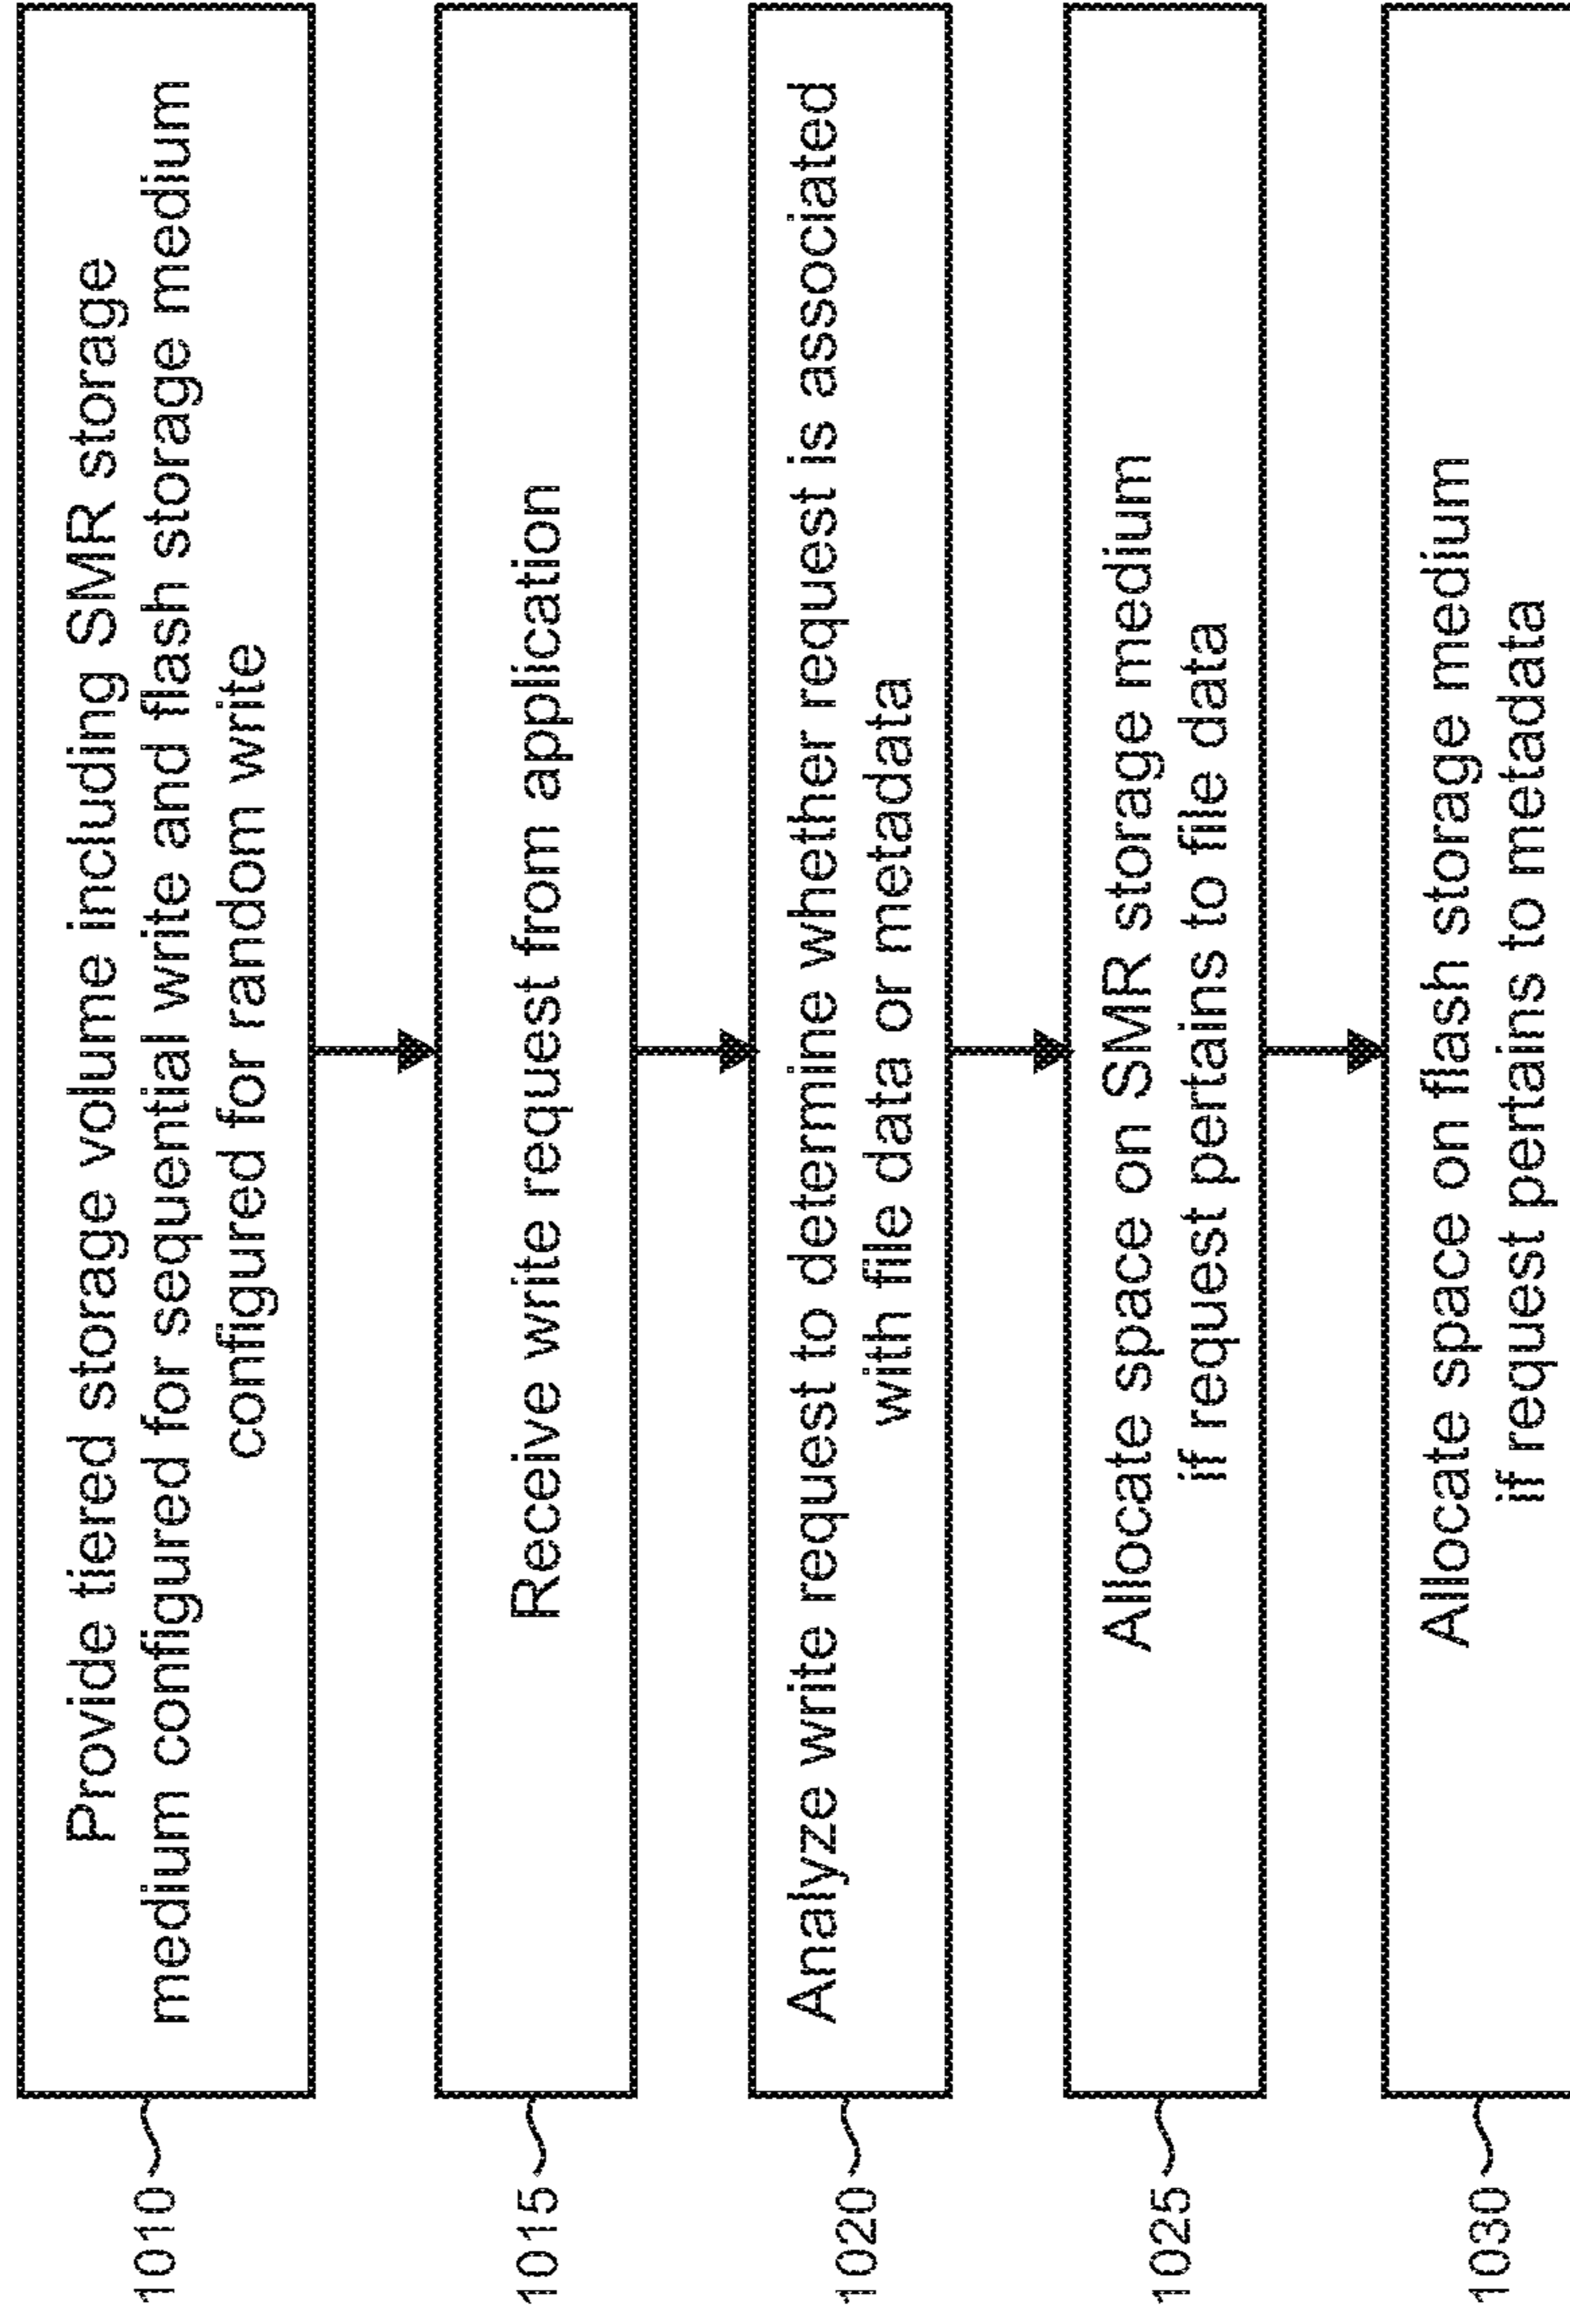 Provide tiered storage volume including SMR storage
medium configured for sequential write and flash storage medium
configured for random write
1010
Receive write request from application
1015
Analyze write request to determine whether request is associated
with file data or metadata
1020
Allocate space on SMR storage medium
if request pertains to file data
1025
Allocate space on flash storage medium
if request pertains to metadata
1030